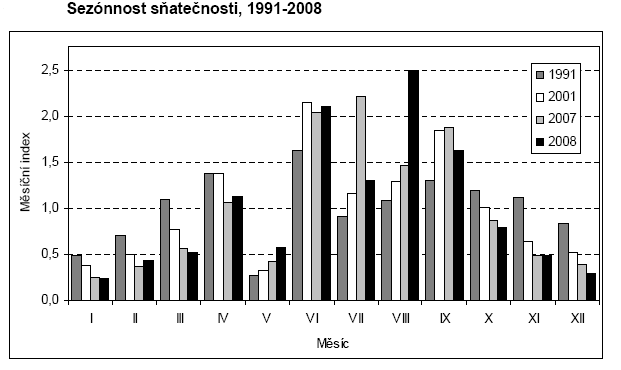 Sezónnost sňatečnosti, 1991-2008
2,5
2,0
1,5
1,0
0,5
0,0
Měsíční index
1991
2001
2007
2008
I II III IV V VI VII VIII IX X XI XII
Měsíc